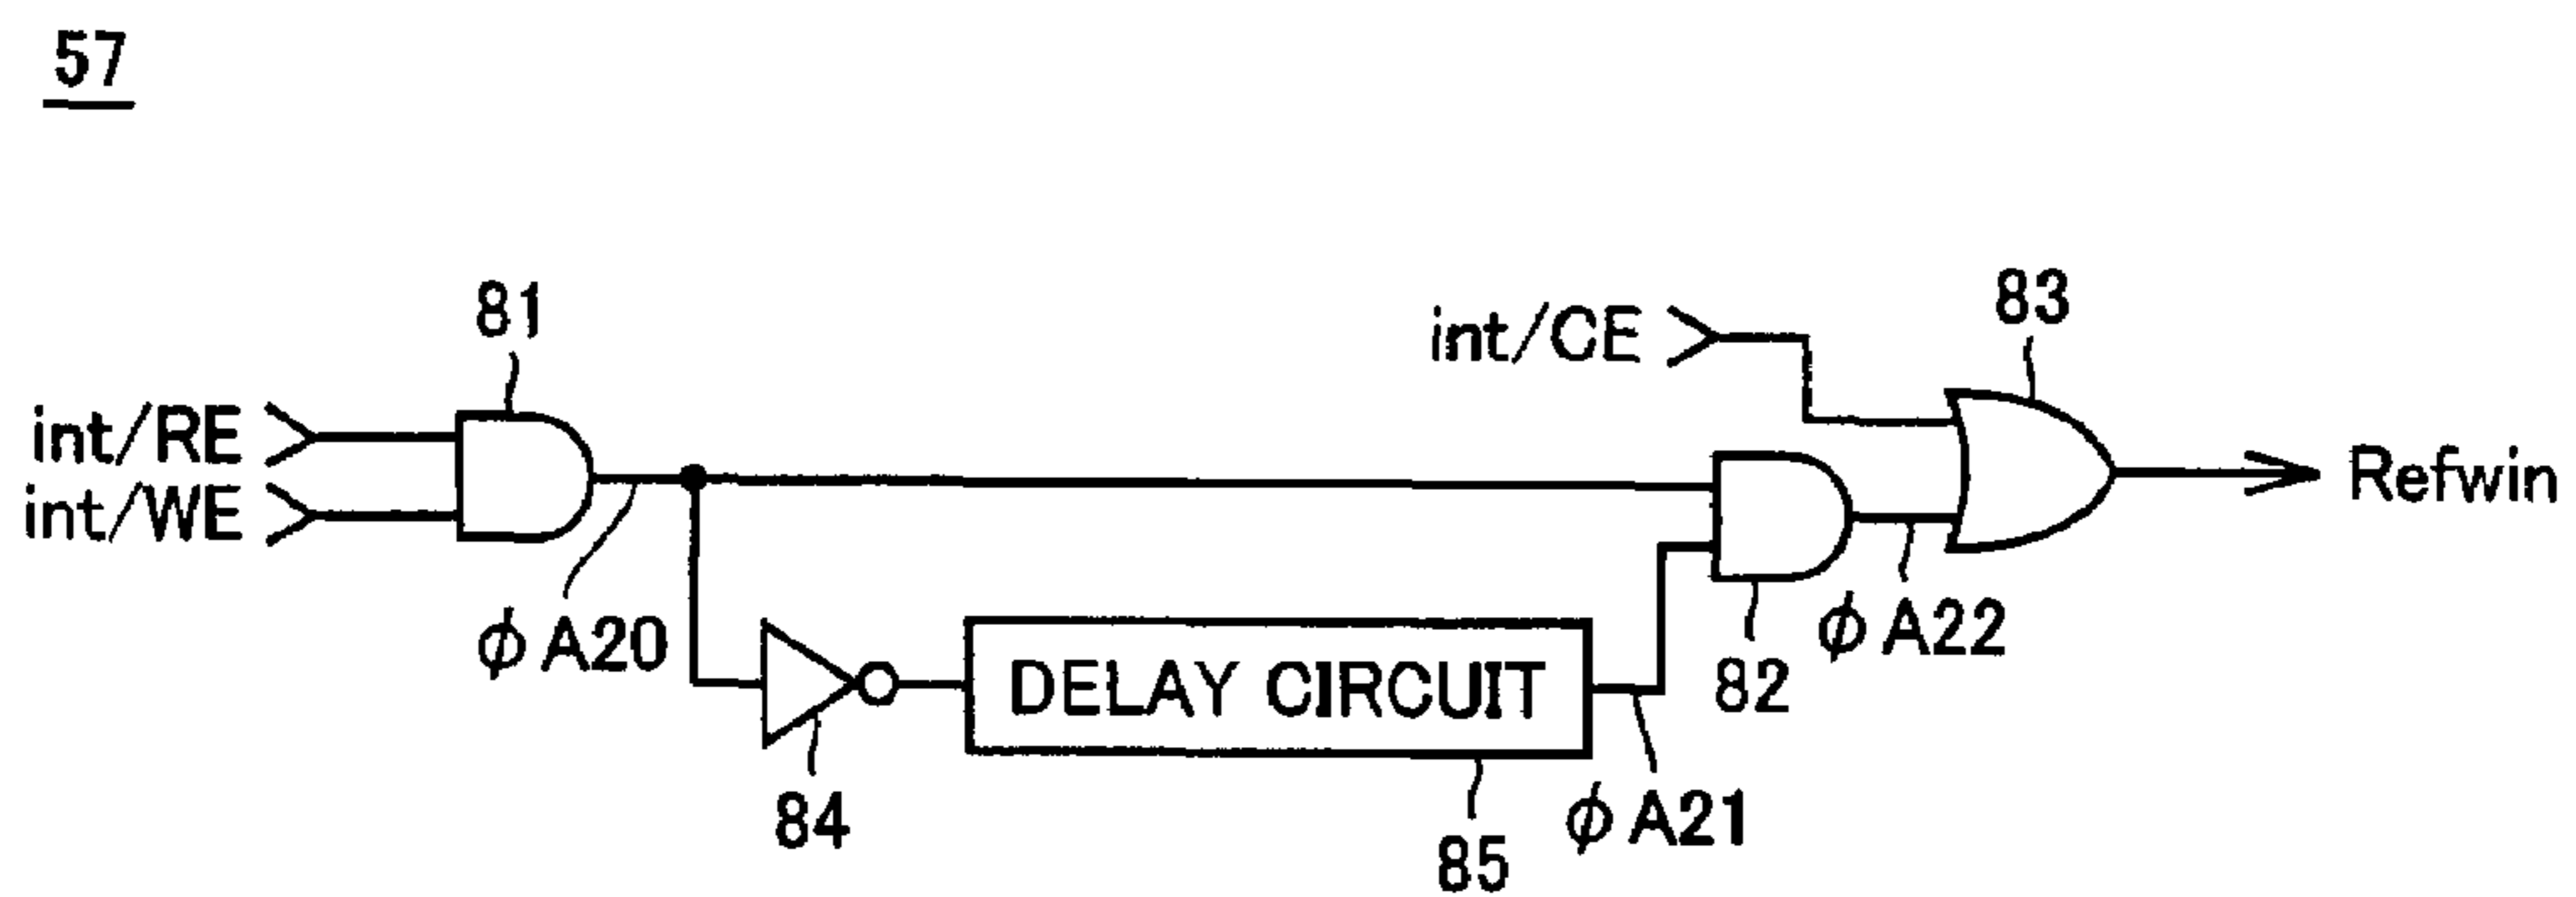 57
81
int/RE
int/WE
φA20
int/CE
83
Refwin
82
φA22
84
DELAY CIRCUIT
85
φA21